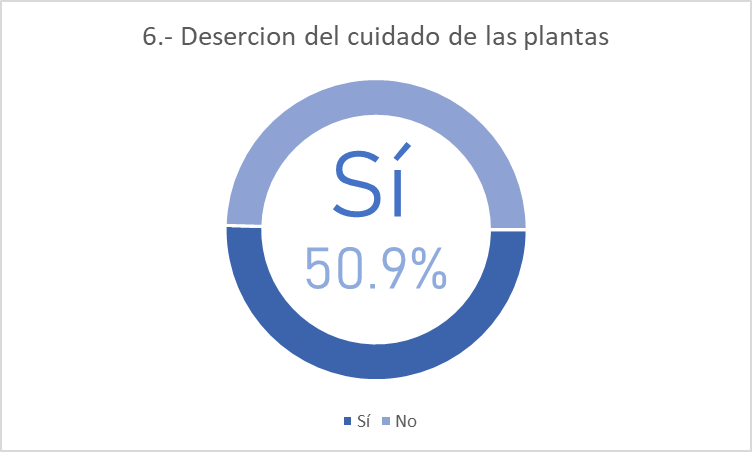 6.- Desercion del cuidado de las plantas
Sí
50.9%
Sí No